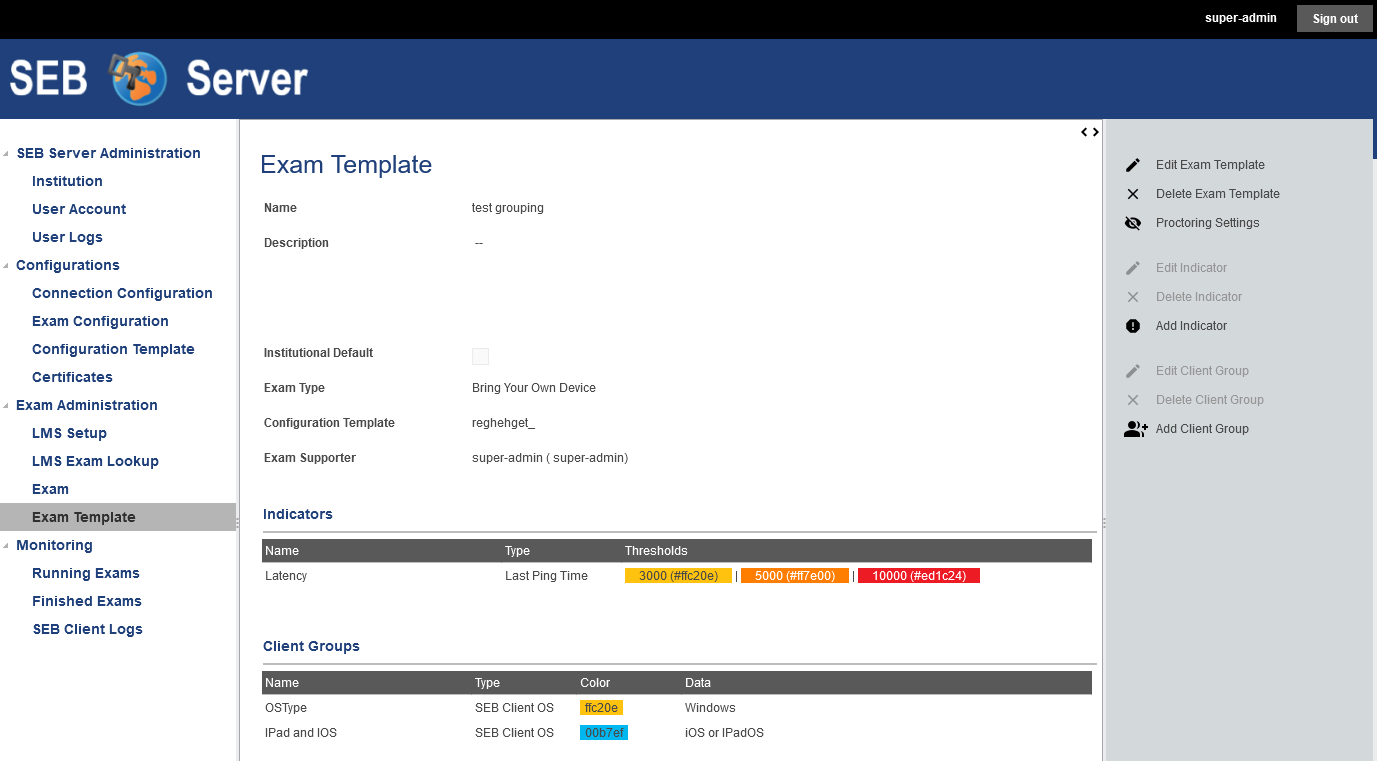 super-admin Sign out
SEB Server
SEB Server Administration
Institution
User Account
User Logs
Configurations
Connection Configuration
Exam Configuration
Configuration Template
Certificates
Exam Administration
LMS Setup
LMS Exam Lookup
Exam
Exam Template
Monitoring
Running Exams
Finished Exams
SEB Client Logs
Exam Template
Name test grouping
Description --
Institutional Default
Exam Type Bring Your Own Device
Configuration Template reghehget_
Exam Supporter super-admin ( super-admin)
Indicators
Name Type Thresholds
Latency Last Ping Time 3000 (#ffc20e) | 5000 (#ff7e00) | 10000 (#ed1c24)
Client Groups
Name Type Color Data
OSType SEB Client OS ffc20e Windows
IPad and IOS SEB Client OS 00b7ef iOS or IPadOS
Edit Exam Template
Delete Exam Template
Proctoring Settings
Edit Indicator
Delete Indicator
Add Indicator
Edit Client Group
Delete Client Group
Add Client Group